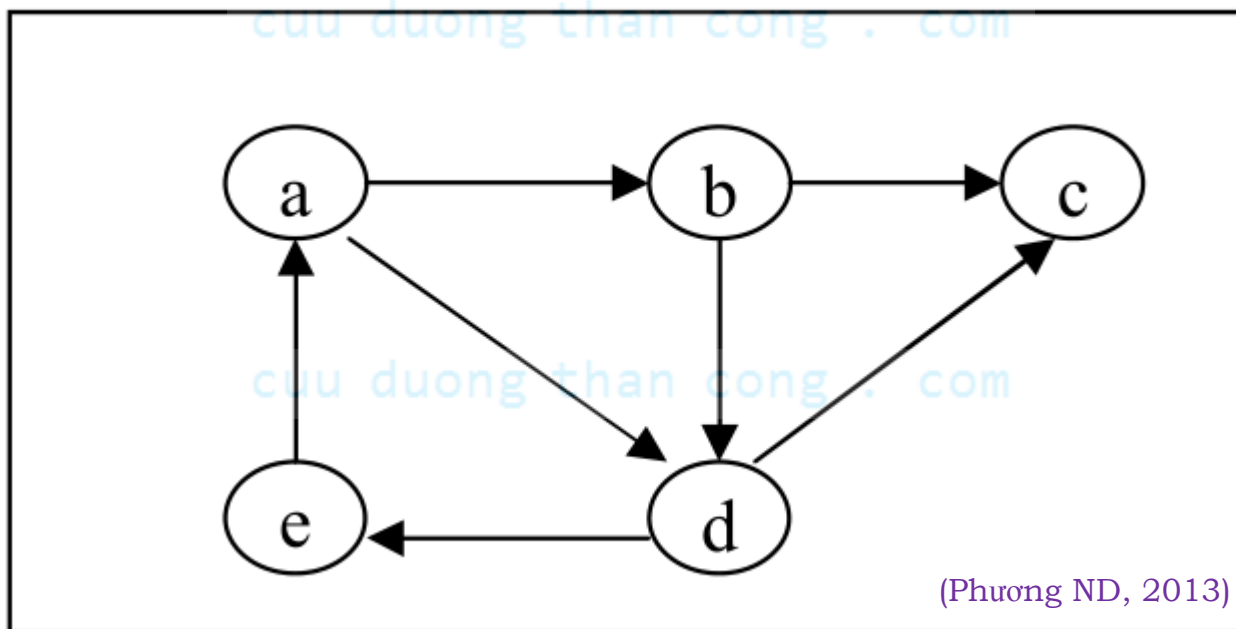 cuu duong than cong . com
a b c
cuu duong than cong . com
e d
(Phương ND, 2013)